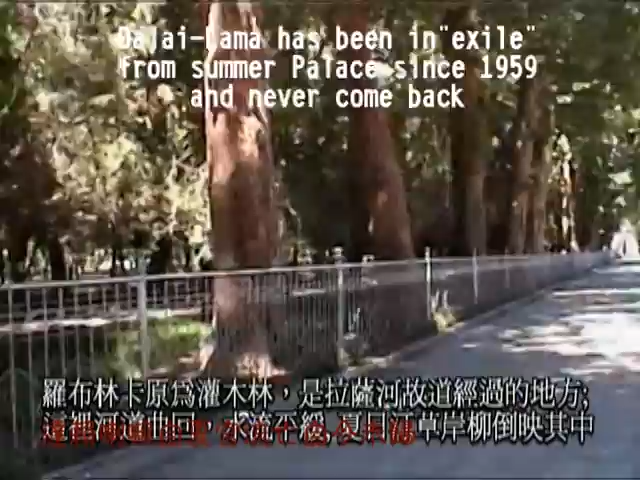 Dalai-Lama has been in"exile"
from summer Palace since 1959
and never come back
羅布林卡原為灌木林，是拉薩河故道經過的地方;
這裡河道曲回，水流平緩,夏日江草岸柳倒映其中